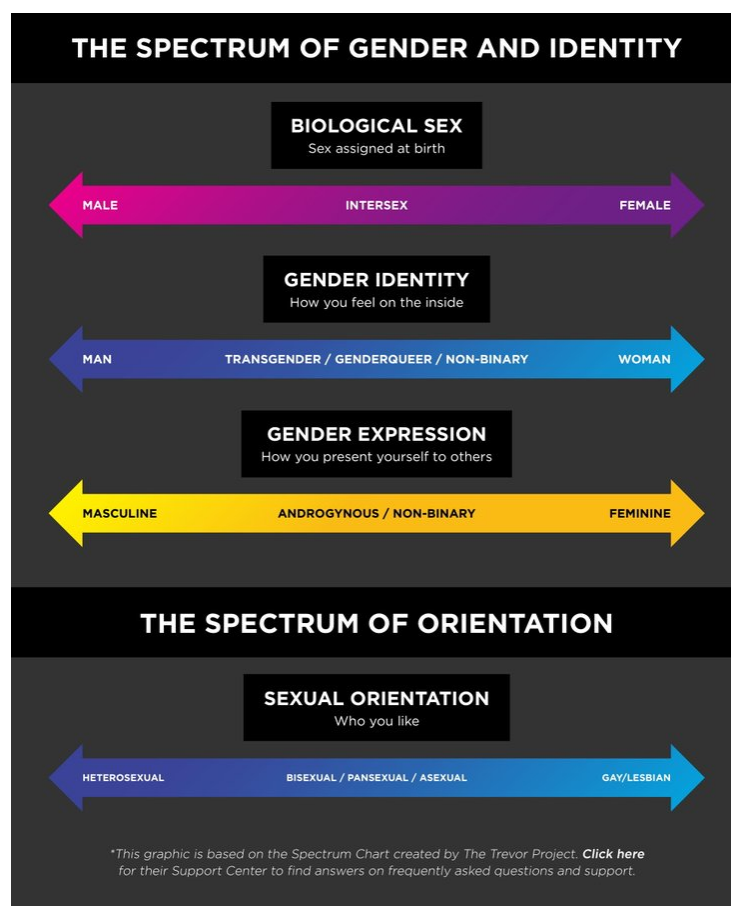 THE SPECTRUM OF GENDER AND IDENTITY
BIOLOGICAL SEX
Sex assigned at birth
MALE INTERSEX FEMALE
GENDER IDENTITY
How you feel on the inside
MAN TRANSGENDER / GENDERQUEER / NON-BINARY WOMAN
GENDER EXPRESSION
How you present yourself to others
MASCULINE ANDROGYNOUS / NON-BINARY FEMININE
THE SPECTRUM OF ORIENTATION
SEXUAL ORIENTATION
Who you like
HETEROSEXUAL BISEXUAL / PANSEXUAL / ASEXUAL GAY/LESBIAN
*This graphic is based on the Spectrum Chart created by The Trevor Project. Click here
for their Support Center to find answers on frequently asked questions and support.